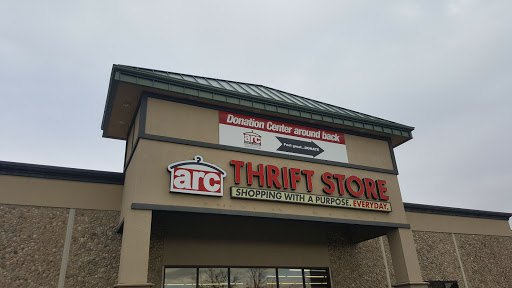 Donation Center around back
arc
Feel good...DONATE
arc
THRIFT STORE
SHOPPING WITH A PURPOSE. EVERYDAY.